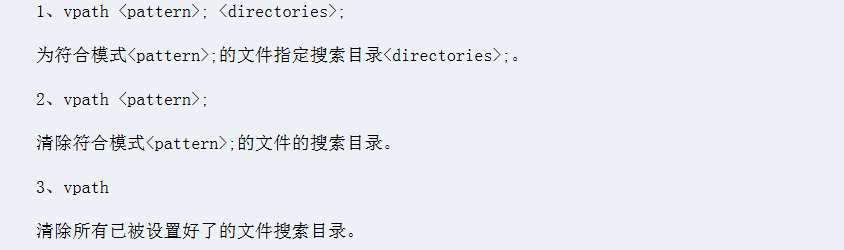 1、vpath <pattern>; <directories>;
为符合模式<pattern>;的文件指定搜索目录<directories>;。
2、vpath <pattern>;
清除符合模式<pattern>;的文件的搜索目录。
3、vpath
清除所有已被设置好了的文件搜索目录。